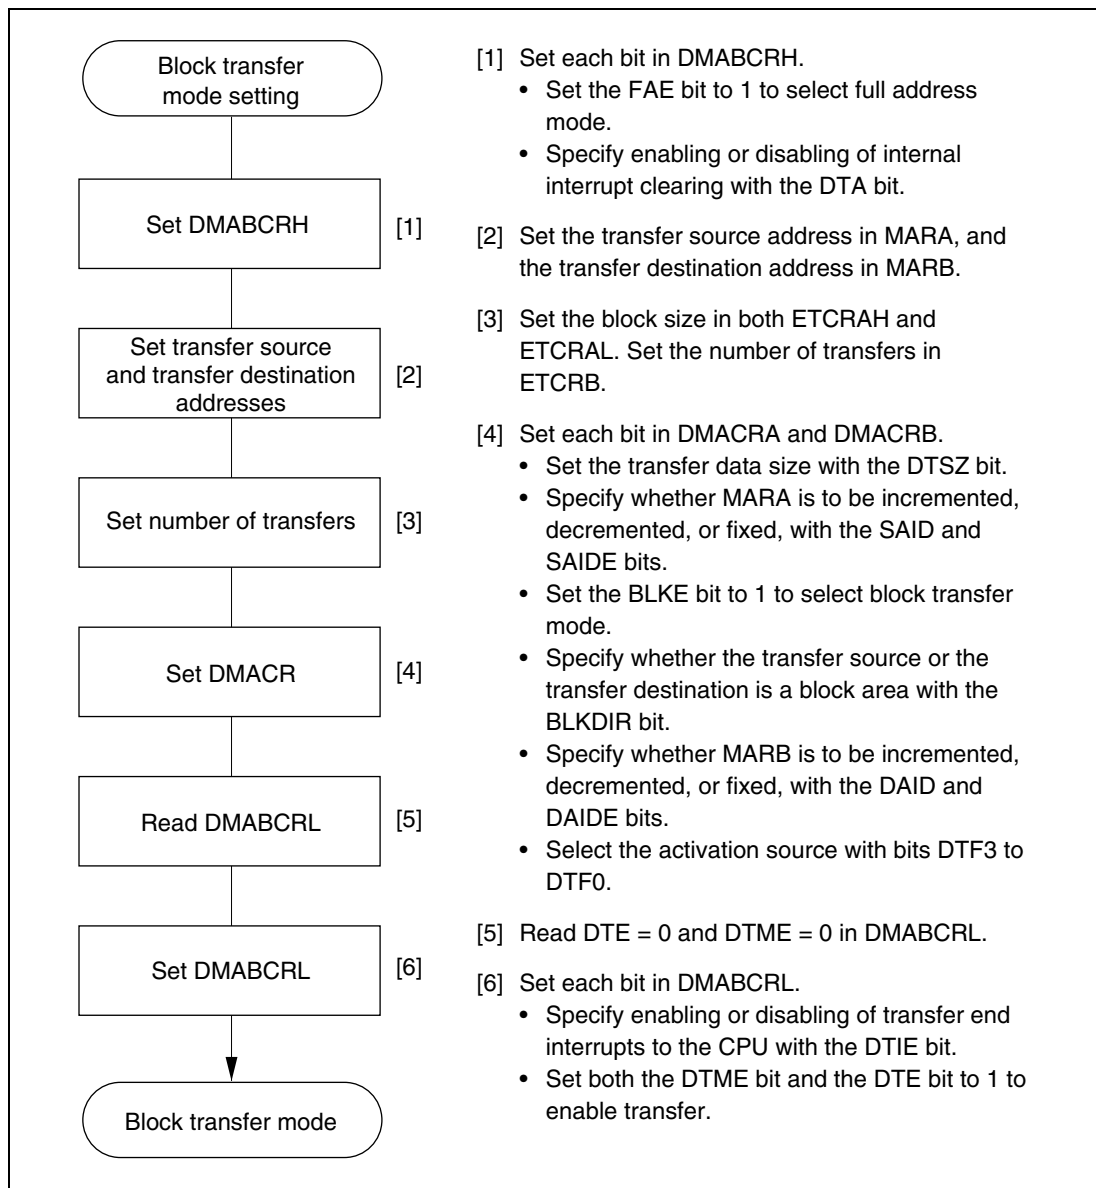 Block transfer
mode setting
Set DMABCRH
[1]
Set transfer source
and transfer destination
addresses
[2]
Set number of transfers
[3]
Set DMACR
[4]
Read DMABCRL
[5]
Set DMABCRL
[6]
Block transfer mode
[1] Set each bit in DMABCRH.
• Set the FAE bit to 1 to select full address
mode.
• Specify enabling or disabling of internal
interrupt clearing with the DTA bit.
[2] Set the transfer source address in MARA, and
the transfer destination address in MARB.
[3] Set the block size in both ETCRAH and
ETCRAL. Set the number of transfers in
ETCRB.
[4] Set each bit in DMACRA and DMACRB.
• Set the transfer data size with the DTSZ bit.
• Specify whether MARA is to be incremented,
decremented, or fixed, with the SAID and
SAIDE bits.
• Set the BLKE bit to 1 to select block transfer
mode.
• Specify whether the transfer source or the
transfer destination is a block area with the
BLKDIR bit.
• Specify whether MARB is to be incremented,
decremented, or fixed, with the DAID and
DAIDE bits.
• Select the activation source with bits DTF3 to
DTF0.
[5] Read DTE = 0 and DTME = 0 in DMABCRL.
[6] Set each bit in DMABCRL.
• Specify enabling or disabling of transfer end
interrupts to the CPU with the DTIE bit.
• Set both the DTME bit and the DTE bit to 1 to
enable transfer.